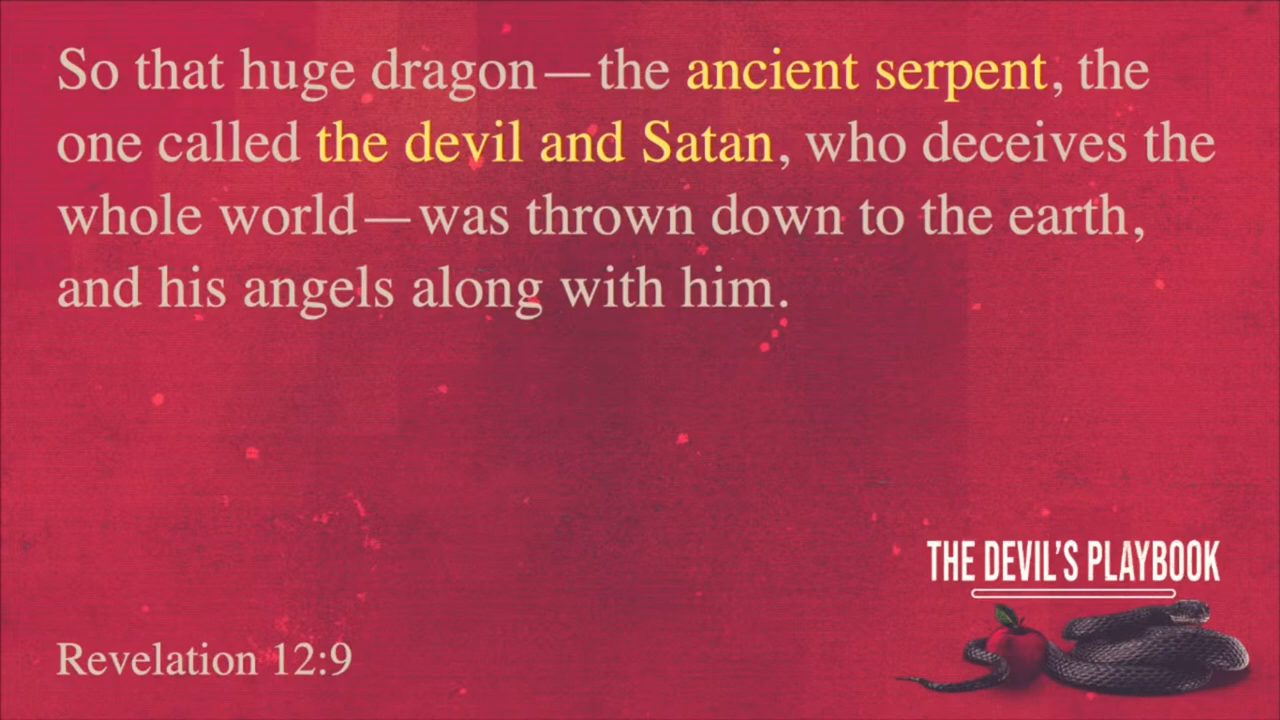 So that huge dragon—the ancient serpent, the
one called the devil and Satan, who deceives the
whole world—was thrown down to the earth,
and his angels along with him.
THE DEVIL'S PLAYBOOK
Revelation 12:9